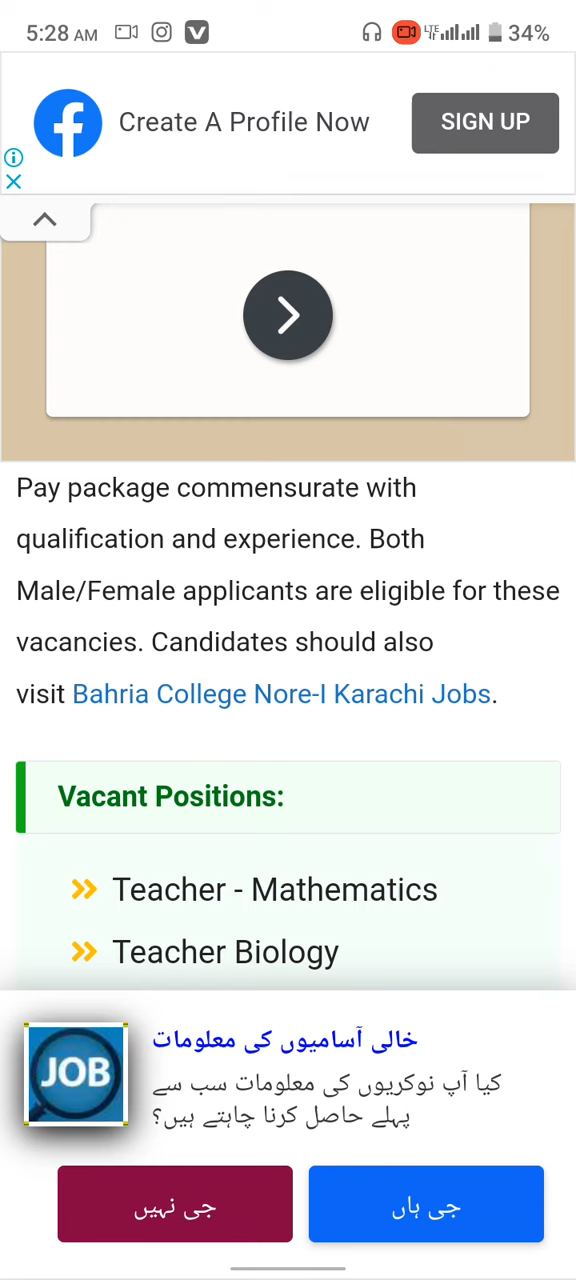 5:28 AM
LTE
34%
Create A Profile Now
SIGN UP
Pay package commensurate with
qualification and experience. Both
Male/Female applicants are eligible for these
vacancies. Candidates should also
visit Bahria College Nore-I Karachi Jobs.
Vacant Positions:
Teacher - Mathematics
Teacher Biology
JOB
خالی آسامیوں کی معلومات
کیا آپ نوکریوں کی معلومات سب سے
پہلے حاصل کرنا چاہتے ہیں؟
جی نہیں
جی ہاں